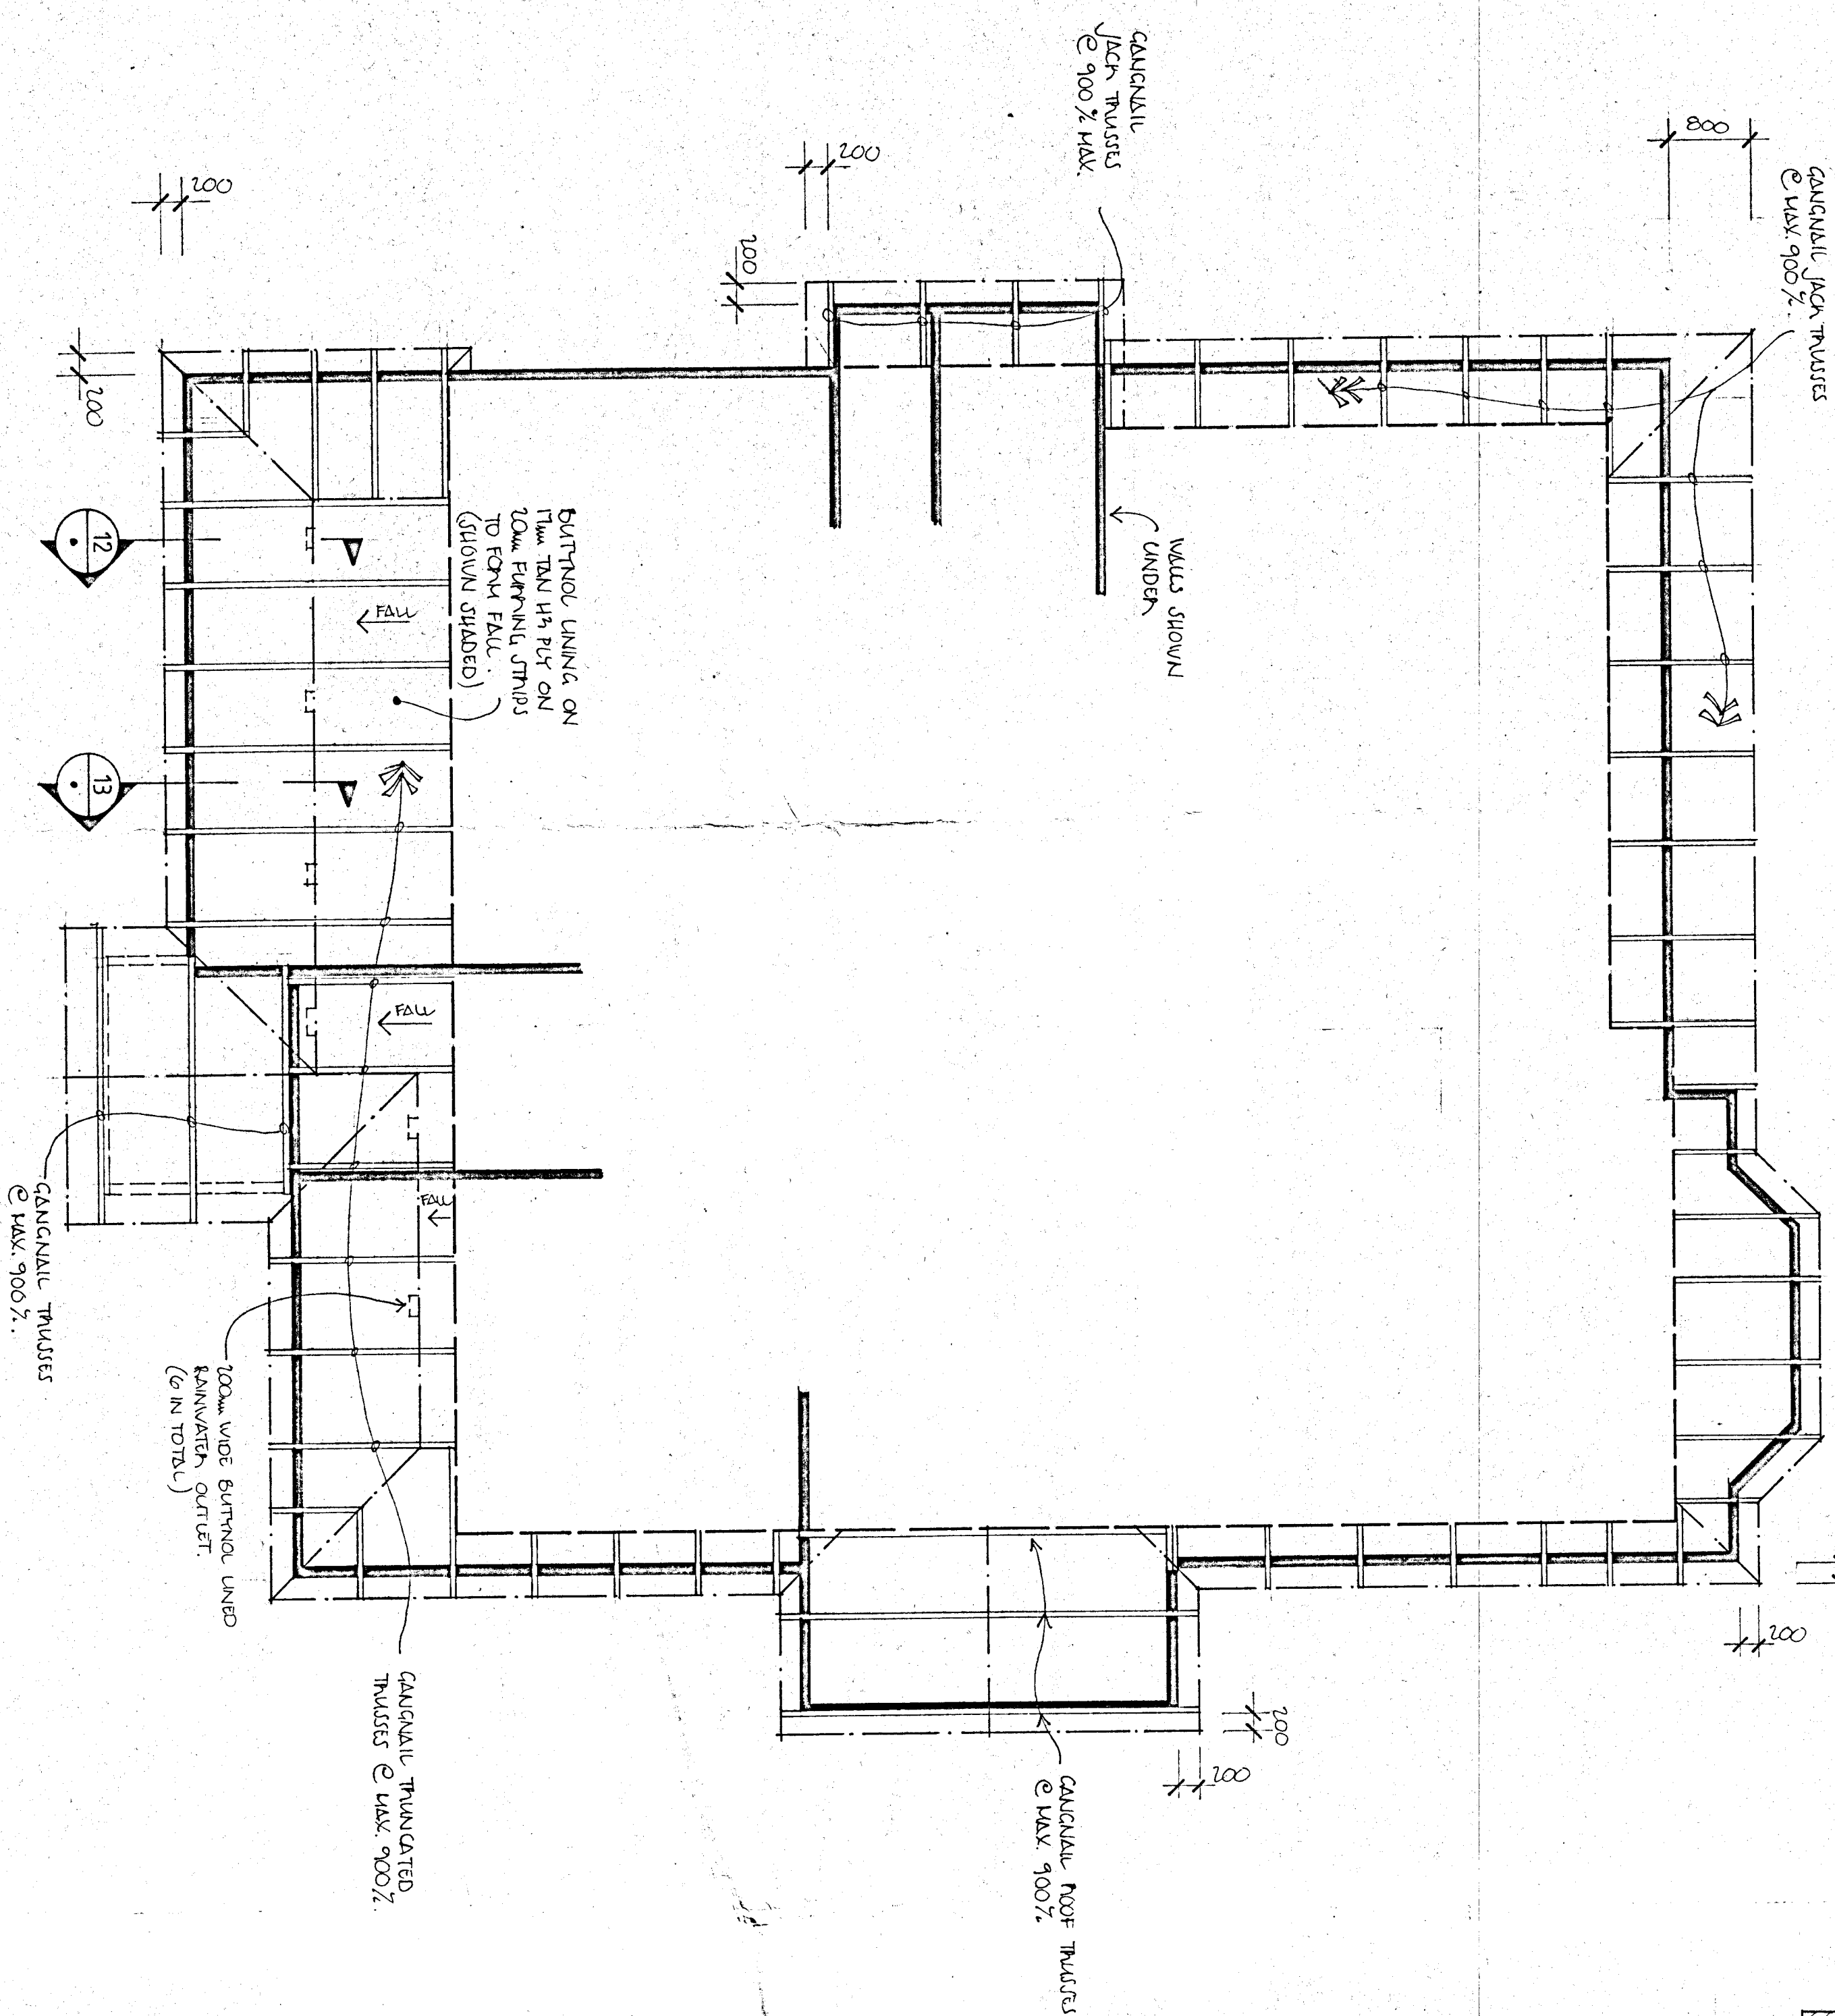 GANGNAIL JACK TRUSSES
@ MAX. 900%.
800
GANGNAIL
JACK TRUSSES
@ 900% MAX.
200
200
200
200
WALLS SHOWN
UNDER
BUTYNOL LINING ON
17mm TAN H3 PLY ON
20mm FURRING STRIPS
TO FORM FALL.
(SHOWN SHADED)
FALL
12
13
FALL
FALL
GANGNAIL TRUSSES
@ MAX. 900%.
200mm WIDE BUTYNOL LINED
RAINWATER OUTLET.
(6 IN TOTAL)
GANGNAIL TRUNCATED
TRUSSES @ MAX. 900%.
GANGNAIL ROOF TRUSSES
@ MAX. 900%
200
200
200